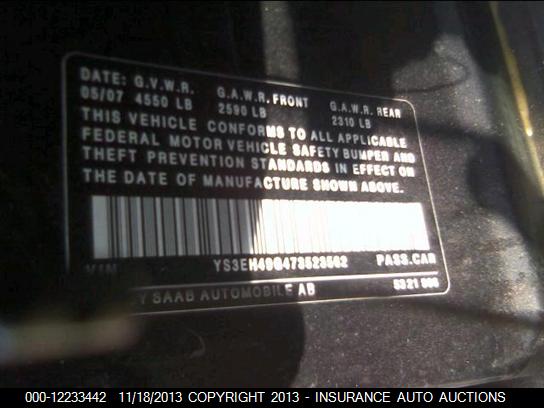 DATE: G.V.W.R. G.A.W.R. FRONT G.A.W.R. REAR
05/07 4550 LB 2590 LB 2310 LB
THIS VEHICLE CONFORMS TO ALL APPLICABLE
FEDERAL MOTOR VEHICLE SAFETY BUMPER AND
THEFT PREVENTION STANDARDS IN EFFECT ON
THE DATE OF MANUFACTURE SHOWN ABOVE.
VIN YS3EH49G473523562 PASS.CAR
Y SAAB AUTOMOBILE AB
000-12233442 11/18/2013 COPYRIGHT 2013 - INSURANCE AUTO AUCTIONS